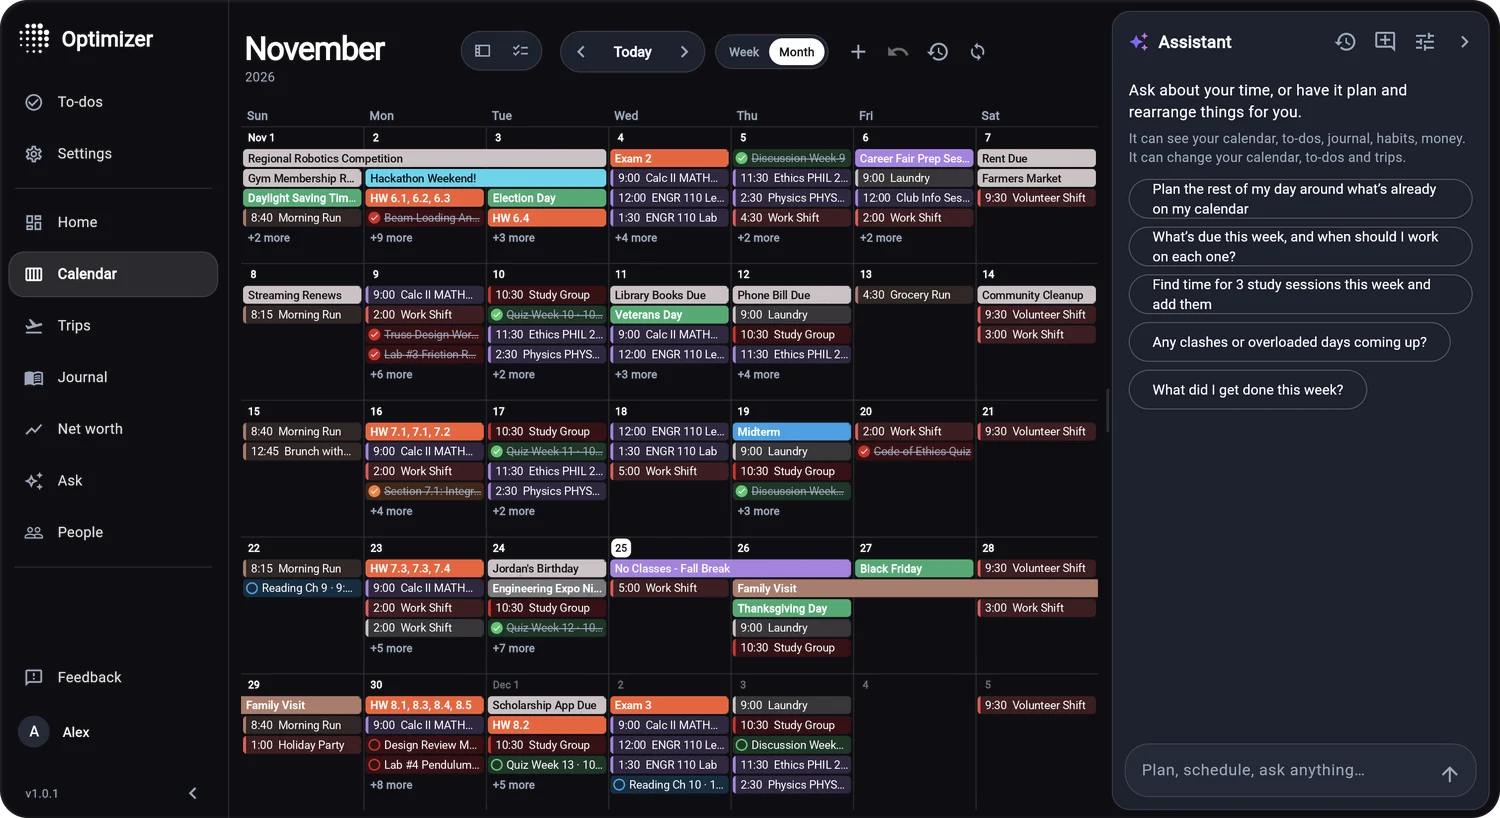 Optimizer
To-dos
Settings
Home
Calendar
Trips
Journal
Net worth
Ask
People
Feedback
A Alex
v1.0.1
November
2026
Today
Week Month
Sun Mon Tue Wed Thu Fri Sat
Nov 1 2 3 4 5 6 7
Regional Robotics Competition
Gym Membership R...
Daylight Saving Tim...
8:40 Morning Run
+2 more
Hackathon Weekend!
HW 6.1, 6.2, 6.3
Beam Loading An...
+9 more
Election Day
HW 6.4
+3 more
Exam 2
9:00 Calc II MATH...
12:00 ENGR 110 Le...
1:30 ENGR 110 Lab
+4 more
Discussion Week 9
11:30 Ethics PHIL 2...
2:30 Physics PHYS...
4:30 Work Shift
+2 more
Career Fair Prep Ses...
9:00 Laundry
12:00 Club Info Ses...
2:00 Work Shift
+2 more
Rent Due
Farmers Market
9:30 Volunteer Shift
8 9 10 11 12 13 14
Streaming Renews
8:15 Morning Run
9:00 Calc II MATH...
2:00 Work Shift
Truss Design Wor...
Lab #3 Friction R...
+6 more
10:30 Study Group
Quiz Week 10 · 10...
11:30 Ethics PHIL 2...
2:30 Physics PHYS...
+2 more
Library Books Due
Veterans Day
9:00 Calc II MATH...
12:00 ENGR 110 Le...
+3 more
Phone Bill Due
9:00 Laundry
10:30 Study Group
11:30 Ethics PHIL 2...
+4 more
4:30 Grocery Run
Community Cleanup
9:30 Volunteer Shift
3:00 Work Shift
15 16 17 18 19 20 21
8:40 Morning Run
12:45 Brunch with...
HW 7.1, 7.1, 7.2
9:00 Calc II MATH...
2:00 Work Shift
Section 7.1: Integr...
+4 more
10:30 Study Group
Quiz Week 11 · 10...
11:30 Ethics PHIL 2...
2:30 Physics PHYS...
+2 more
12:00 ENGR 110 Le...
1:30 ENGR 110 Lab
5:00 Work Shift
Midterm
9:00 Laundry
10:30 Study Group
Discussion Week...
+3 more
2:00 Work Shift
Code of Ethics Quiz
9:30 Volunteer Shift
22 23 24 25 26 27 28
8:15 Morning Run
Reading Ch 9 · 9:...
HW 7.3, 7.3, 7.4
9:00 Calc II MATH...
2:00 Work Shift
2:00 Work Shift
+5 more
Jordan's Birthday
Engineering Expo Ni...
10:30 Study Group
Quiz Week 12 · 10...
+7 more
No Classes - Fall Break
5:00 Work Shift
Family Visit
Thanksgiving Day
9:00 Laundry
10:30 Study Group
Black Friday
9:30 Volunteer Shift
3:00 Work Shift
29 30 Dec 1 2 3 4 5
Family Visit
8:40 Morning Run
1:00 Holiday Party
HW 8.1, 8.3, 8.4, 8.5
9:00 Calc II MATH...
Design Review M...
Lab #4 Pendulum...
+8 more
Scholarship App Due
HW 8.2
10:30 Study Group
Quiz Week 13 · 10...
+5 more
Exam 3
9:00 Calc II MATH...
12:00 ENGR 110 Le...
1:30 ENGR 110 Lab
Reading Ch 10 · 1...
9:00 Laundry
10:30 Study Group
Discussion Week...
11:30 Ethics PHIL 2...
2:30 Physics PHYS...
9:30 Volunteer Shift
Assistant
Ask about your time, or have it plan and
rearrange things for you.
It can see your calendar, to-dos, journal, habits, money.
It can change your calendar, to-dos and trips.
Plan the rest of my day around what's already
on my calendar
What's due this week, and when should I work
on each one?
Find time for 3 study sessions this week and
add them
Any clashes or overloaded days coming up?
What did I get done this week?
Plan, schedule, ask anything...